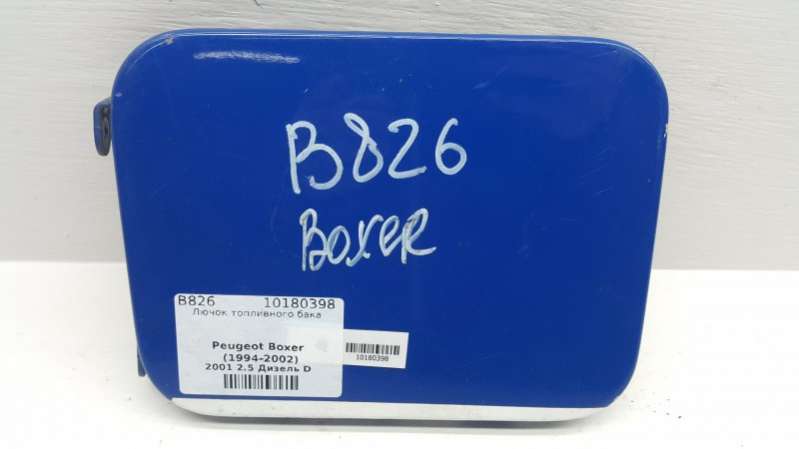 B826
BOXER
B826 10180398
Лючок топливного бака
Peugeot Boxer
(1994-2002)
2001 2.5 Дизель D
10180398